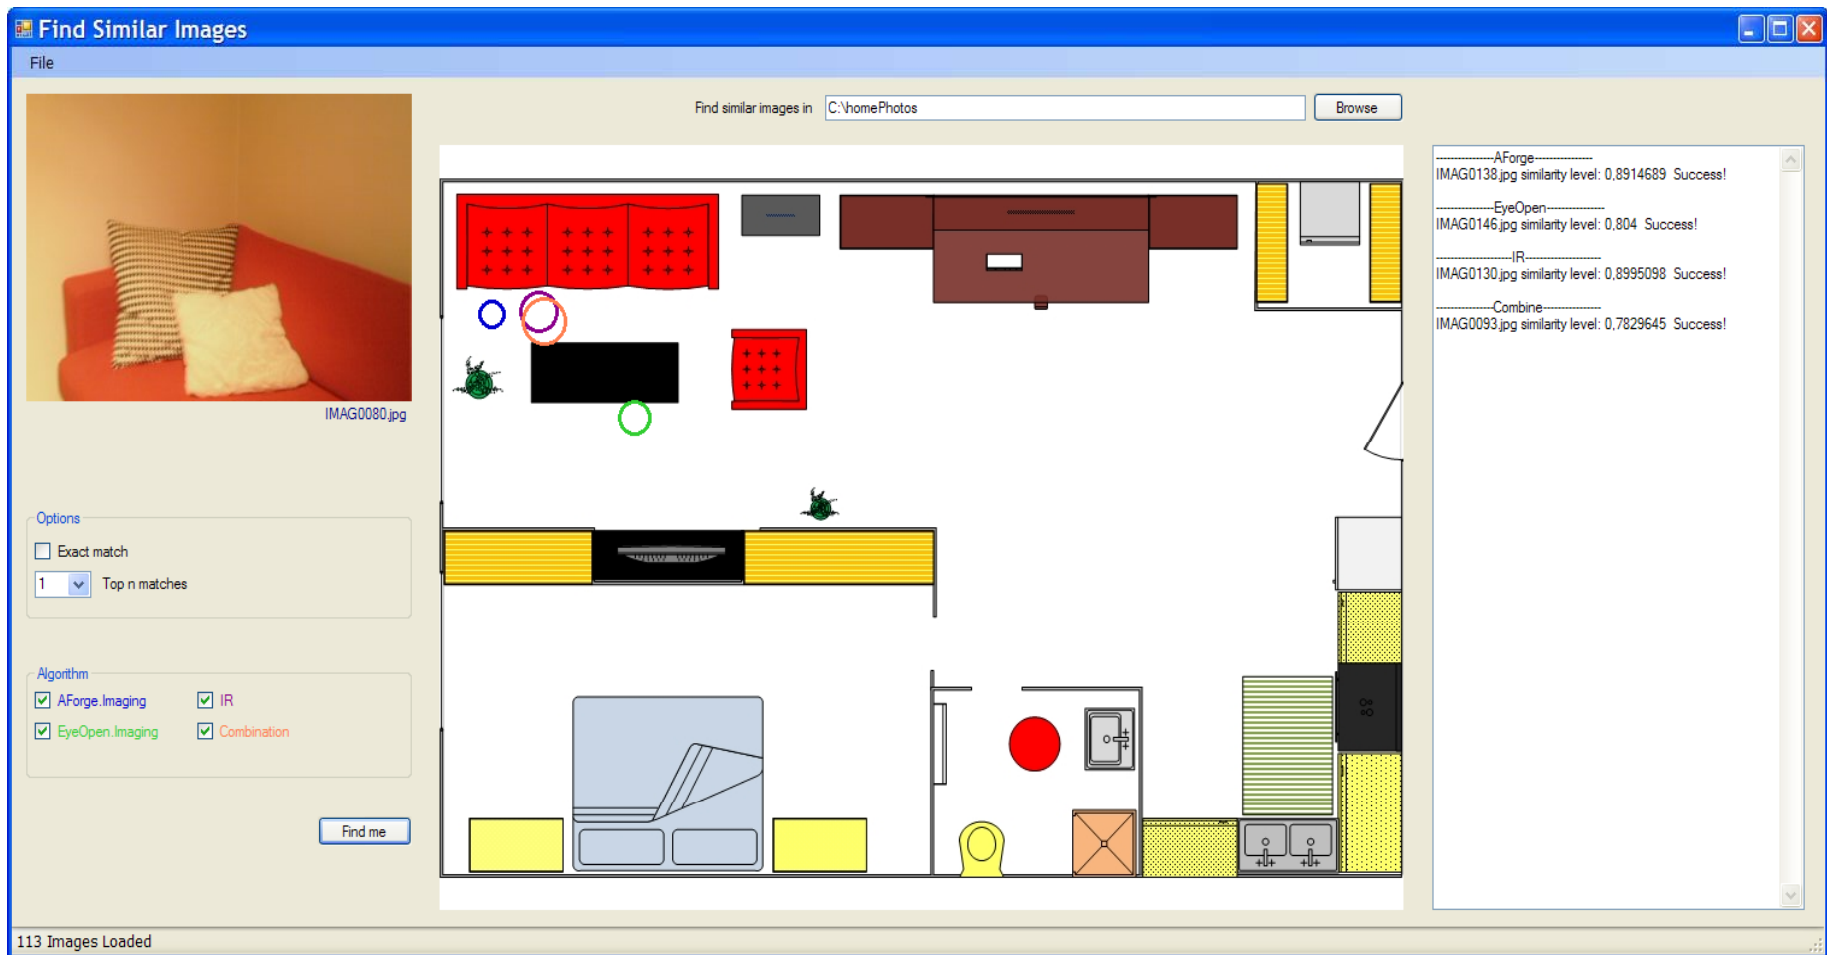 Find Similar Images
File
Find similar images in C:\homePhotos Browse
IMAG0080.jpg
Options
Exact match
1 Top n matches
Algorithm
AForge.Imaging IR
EyeOpen.Imaging Combination
Find me
----------------AForge----------------
IMAG0138.jpg similarity level: 0,8914689 Success!
----------------EyeOpen----------------
IMAG0146.jpg similarity level: 0,804 Success!
---------------------IR---------------------
IMAG0130.jpg similarity level: 0,8995098 Success!
----------------Combine----------------
IMAG0093.jpg similarity level: 0,7829645 Success!
113 Images Loaded